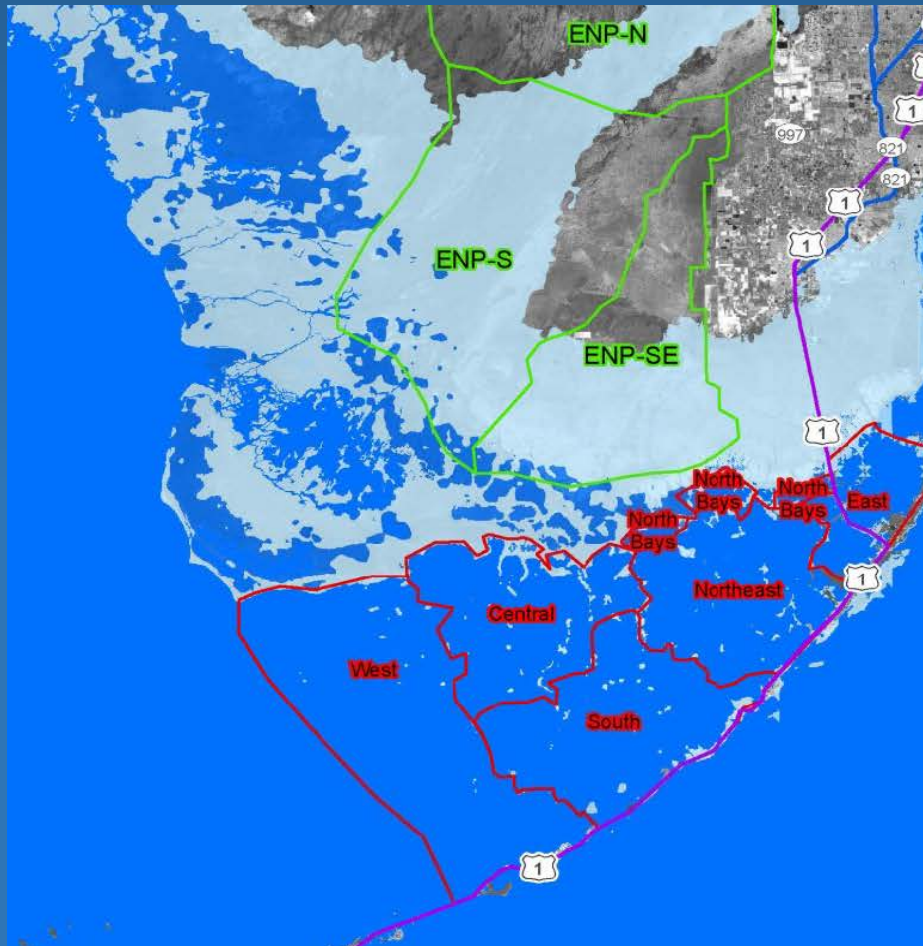 ENP-N
1
1
997
821
821
1
1
ENP-S
ENP-SE
1
North
Bays
North
Bays
East
North
Bays
1
Northeast
Central
West
South
1